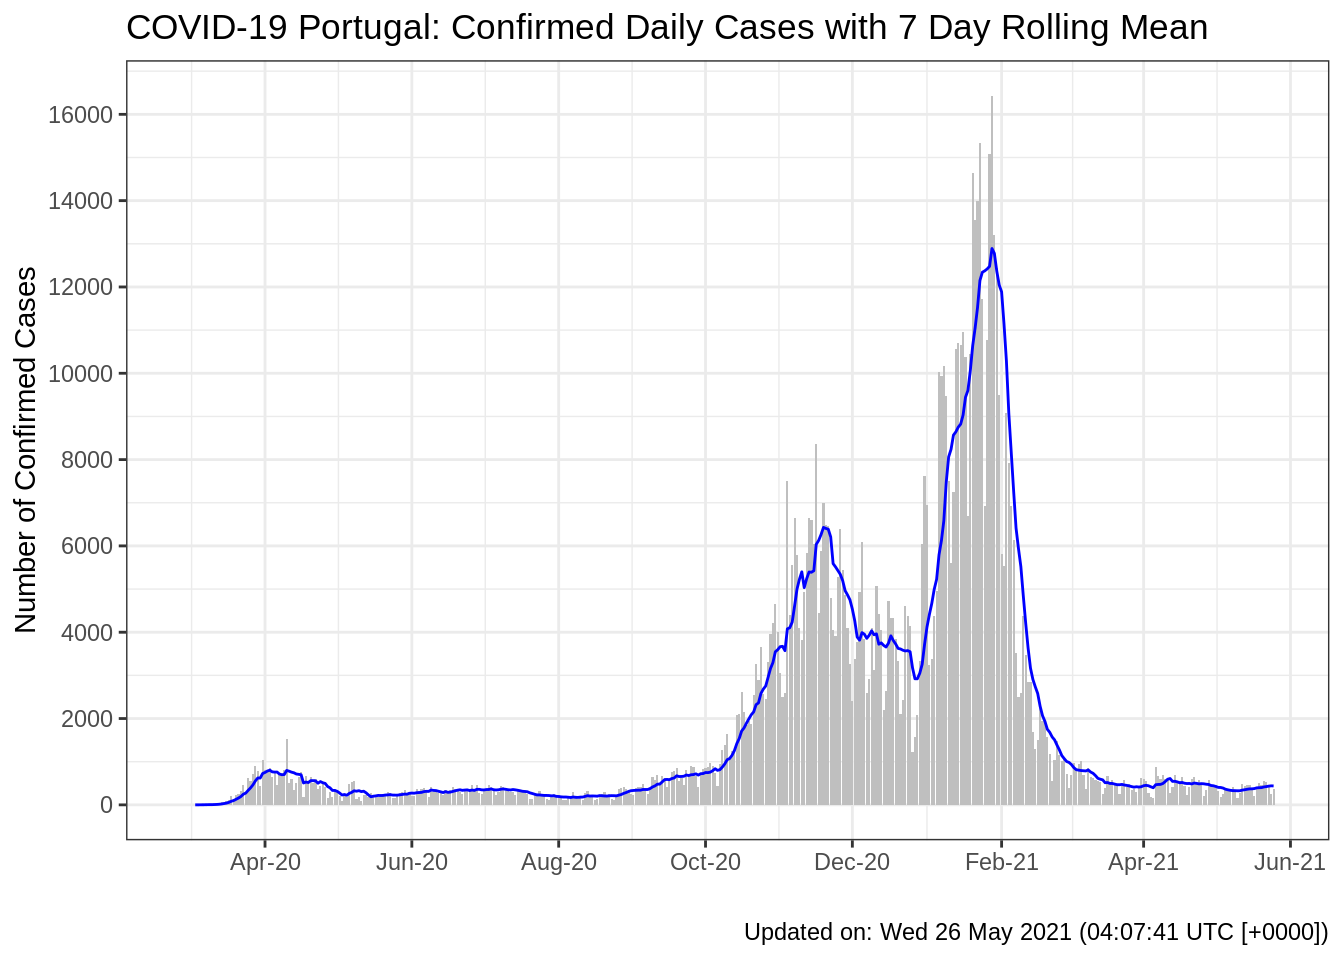 COVID-19 Portugal: Confirmed Daily Cases with 7 Day Rolling Mean
Number of Confirmed Cases
16000
14000
12000
10000
8000
6000
4000
2000
0
Apr-20 Jun-20 Aug-20 Oct-20 Dec-20 Feb-21 Apr-21 Jun-21
Updated on: Wed 26 May 2021 (04:07:41 UTC [+0000])